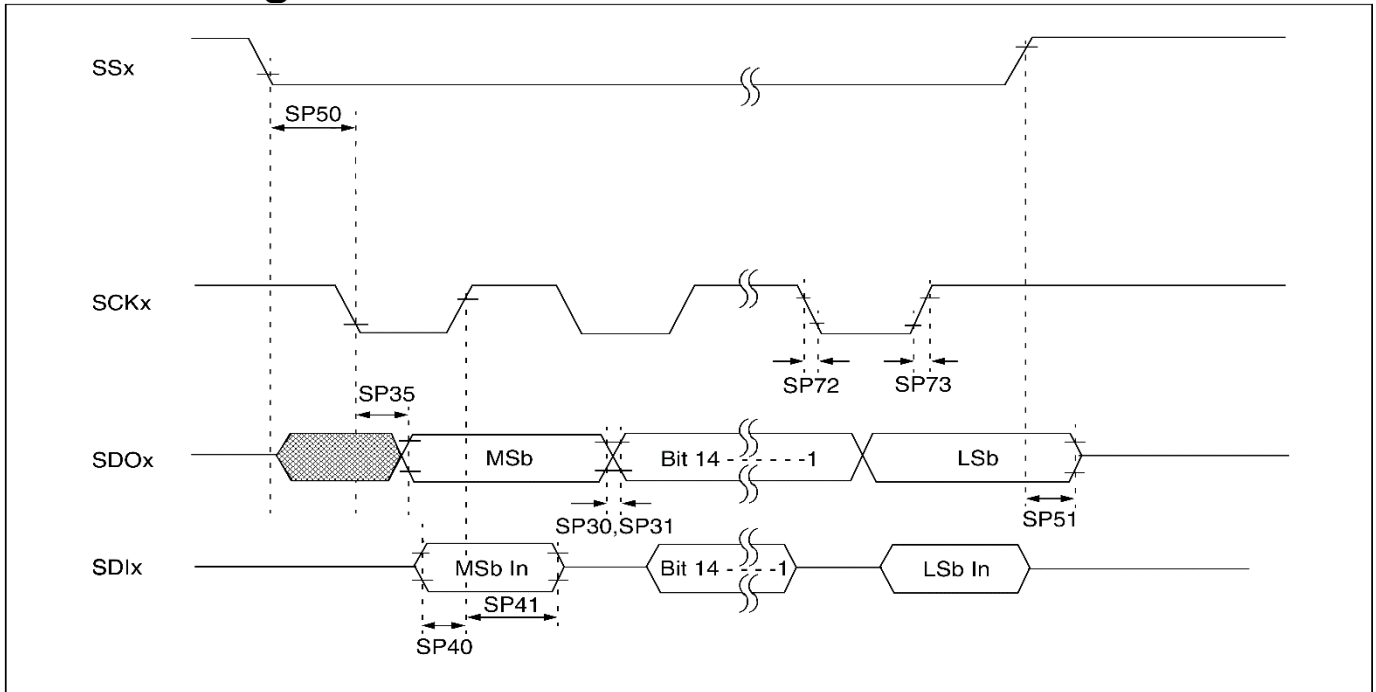 SSx
SP50
SCKx
SP72 SP73
SP35
SDOx MSb Bit 14 - - - - - -1 LSb
SP30,SP31 SP51
SDIx MSb In Bit 14 - - - - -1 LSb In
SP41
SP40